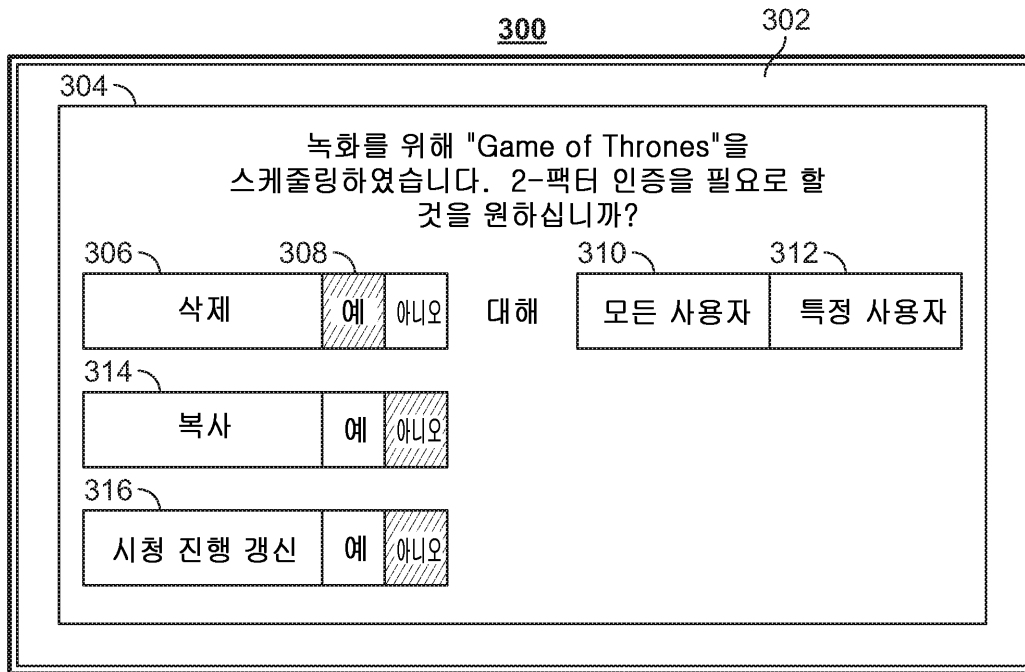 300
302
304
녹화를 위해 "Game of Thrones"을
스케줄링하였습니다. 2-팩터 인증을 필요로 할
것을 원하십니까?
306 308 310 312
삭제 예 아니오 대해 모든 사용자 특정 사용자
314
복사 예 아니오
316
시청 진행 갱신 예 아니오